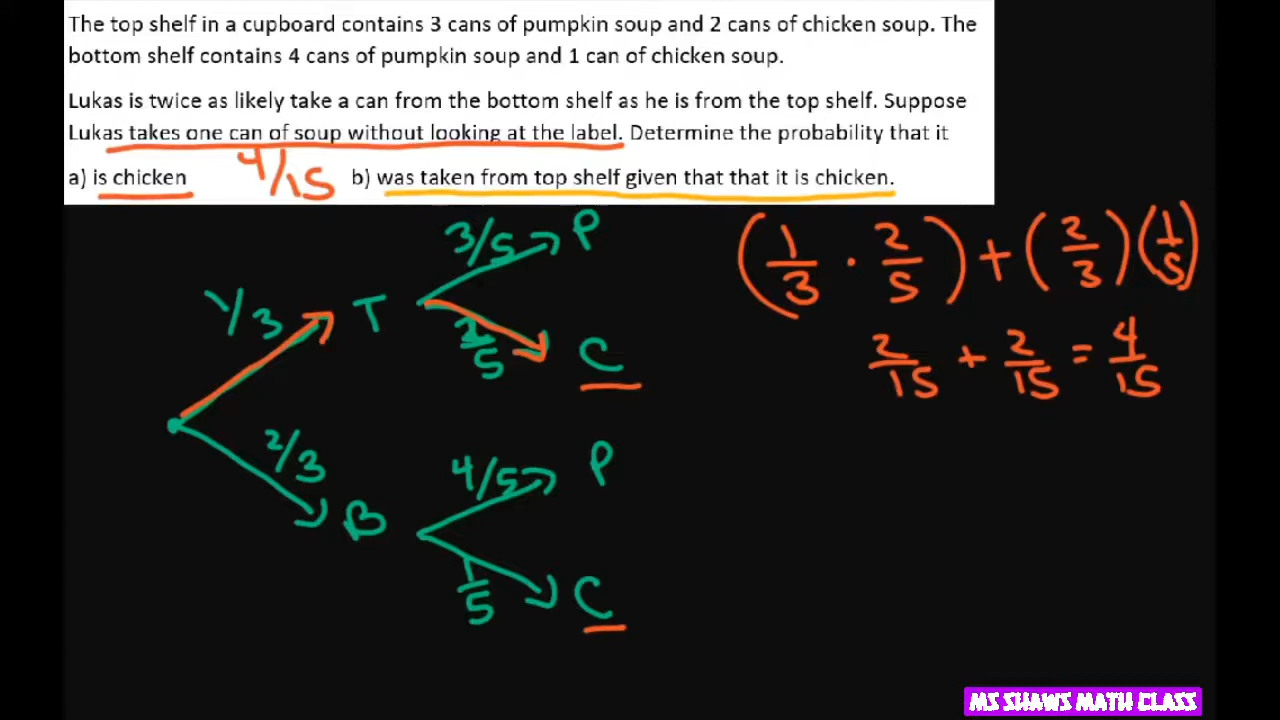 The top shelf in a cupboard contains 3 cans of pumpkin soup and 2 cans of chicken soup. The
bottom shelf contains 4 cans of pumpkin soup and 1 can of chicken soup.
Lukas is twice as likely take a can from the bottom shelf as he is from the top shelf. Suppose
Lukas takes one can of soup without looking at the label. Determine the probability that it
a) is chicken 4/15 b) was taken from top shelf given that that it is chicken.
3/5 P
(1/3 · 2/5) + (2/3)(1/5)
1/3 T
2/5 C
2/15 + 2/15 = 4/15
2/3 B
4/5 P
1/5 C
MS SHAWS MATH CLASS